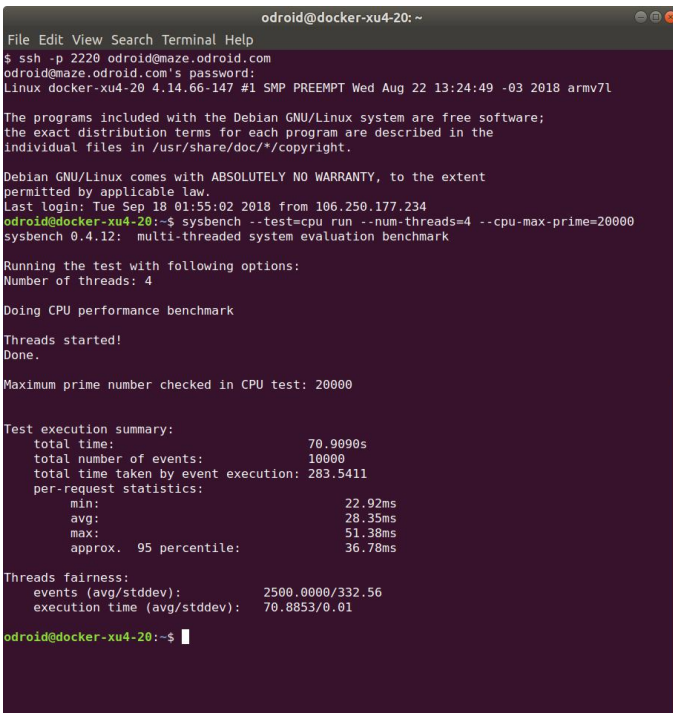 odroid@docker-xu4-20: ~
File Edit View Search Terminal Help
$ ssh -p 2220 odroid@maze.odroid.com
odroid@maze.odroid.com's password:
Linux docker-xu4-20 4.14.66-147 #1 SMP PREEMPT Wed Aug 22 13:24:49 -03 2018 armv7l
The programs included with the Debian GNU/Linux system are free software;
the exact distribution terms for each program are described in the
individual files in /usr/share/doc/*/copyright.
Debian GNU/Linux comes with ABSOLUTELY NO WARRANTY, to the extent
permitted by applicable law.
Last login: Tue Sep 18 01:55:02 2018 from 106.250.177.234
odroid@docker-xu4-20:~$ sysbench --test=cpu run --num-threads=4 --cpu-max-prime=20000
sysbench 0.4.12:  multi-threaded system evaluation benchmark
Running the test with following options:
Number of threads: 4
Doing CPU performance benchmark
Threads started!
Done.
Maximum prime number checked in CPU test: 20000
Test execution summary:
total time: 70.9090s
total number of events: 10000
total time taken by event execution: 283.5411
per-request statistics:
min: 22.92ms
avg: 28.35ms
max: 51.38ms
approx.  95 percentile: 36.78ms
Threads fairness:
events (avg/stddev): 2500.0000/332.56
execution time (avg/stddev): 70.8853/0.01
odroid@docker-xu4-20:~$